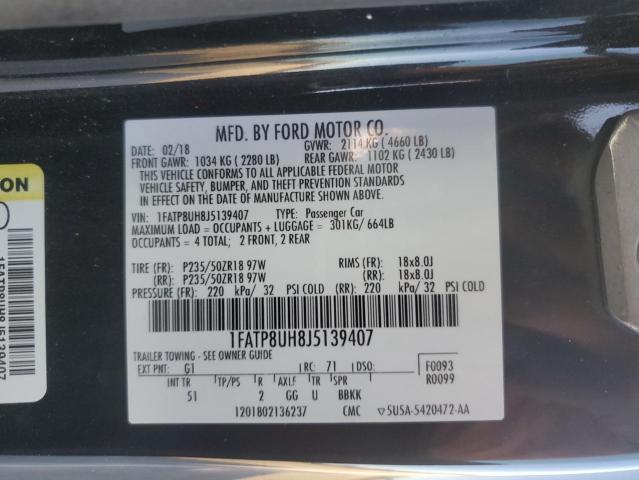 MFD. BY FORD MOTOR CO.
DATE: 02/18 GVWR: 2114 KG ( 4660 LB)
FRONT GAWR: 1034 KG ( 2280 LB) REAR GAWR: 1102 KG ( 2430 LB)
THIS VEHICLE CONFORMS TO ALL APPLICABLE FEDERAL MOTOR
VEHICLE SAFETY, BUMPER, AND THEFT PREVENTION STANDARDS
IN EFFECT ON THE DATE OF MANUFACTURE SHOWN ABOVE.
VIN: 1FATP8UH8J5139407 TYPE: Passenger Car
MAXIMUM LOAD = OCCUPANTS + LUGGAGE = 301KG/ 664LB
OCCUPANTS = 4 TOTAL; 2 FRONT, 2 REAR
TIRE (FR): P235/50ZR18 97W RIMS (FR): 18x8.0J
(RR): P235/50ZR18 97W (RR): 18x8.0J
PRESSURE (FR): 220 kPa/ 32 PSI COLD (RR): 220 kPa/ 32 PSI COLD
1FATP8UH8J5139407
TRAILER TOWING - SEE OWNER GUIDE
EXT PNT: G1 RC: 71 DSO: F0093
R0099
INT TR TP/PS R AXLE TR SPR
51 2 GG U BBKK
1201802136237 CMC 5U5A-5420472-AA
ON
1FATP8UH8J5139407